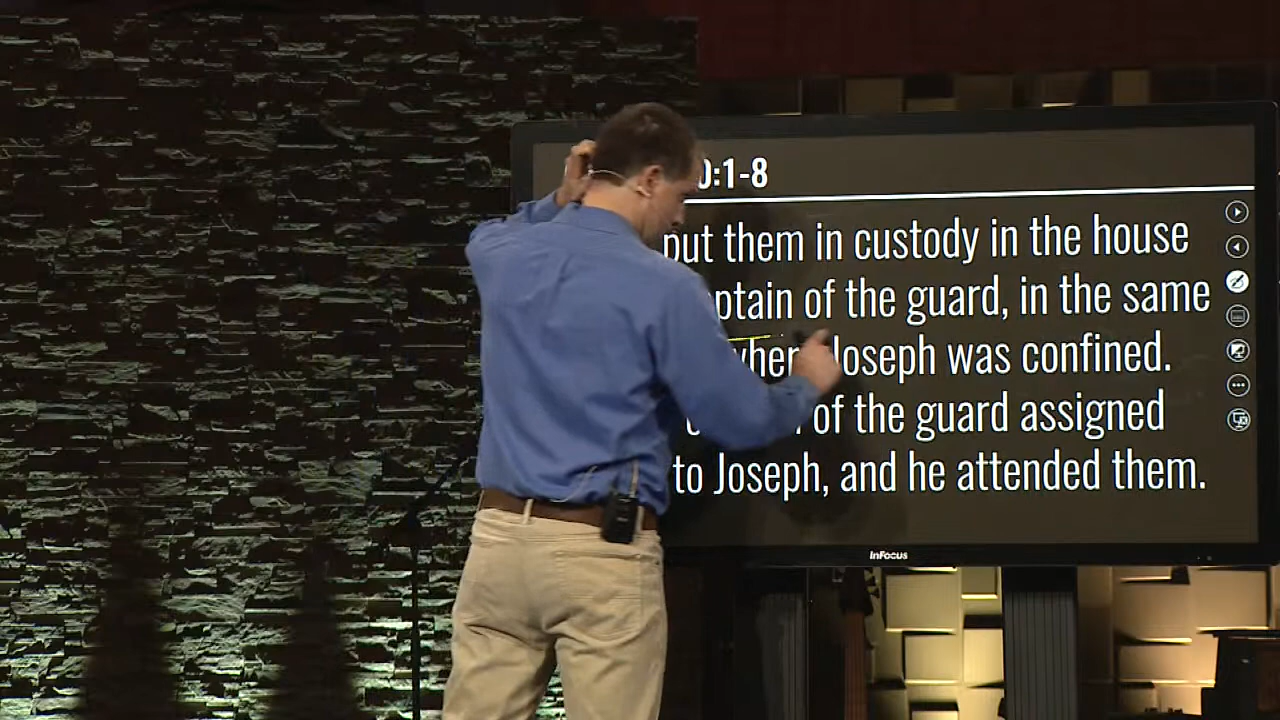 0:1-8
put them in custody in the house
of the guard, in the same
Joseph was confined.
of the guard assigned
to Joseph, and he attended them.
InFocus